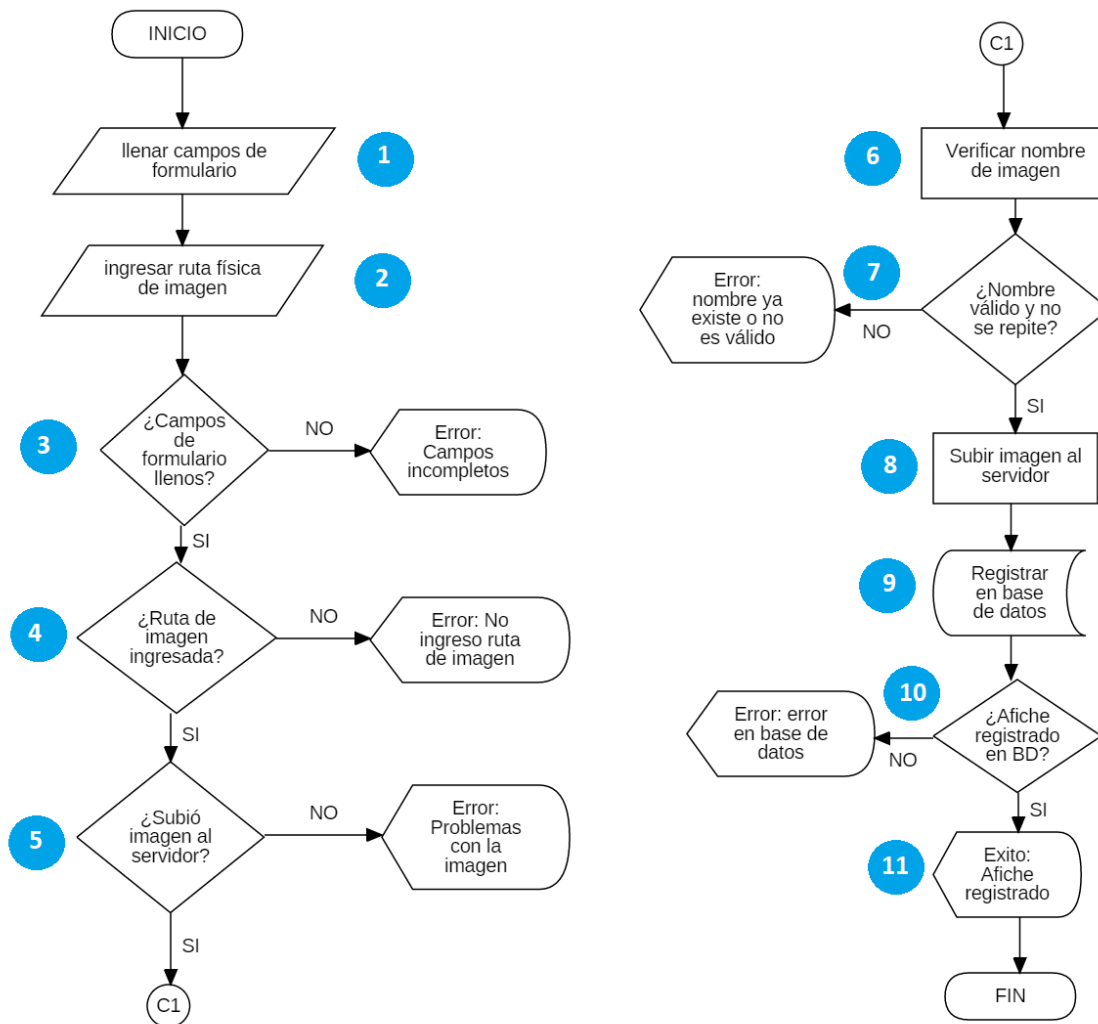 INICIO
llenar campos de
formulario
1
ingresar ruta física
de imagen
2
3
¿Campos
de
formulario
llenos?
NO
Error:
Campos
incompletos
SI
4
¿Ruta de
imagen
ingresada?
NO
Error: No
ingreso ruta
de imagen
SI
5
¿Subió
imagen al
servidor?
NO
Error:
Problemas
con la
imagen
SI
C1
C1
6
Verificar nombre
de imagen
7
¿Nombre
válido y no
se repite?
NO
Error:
nombre ya
existe o no
es válido
SI
8
Subir imagen al
servidor
9
Registrar
en base
de datos
10
¿Afiche
registrado
en BD?
NO
Error: error
en base de
datos
SI
11
Exito:
Afiche
registrado
FIN